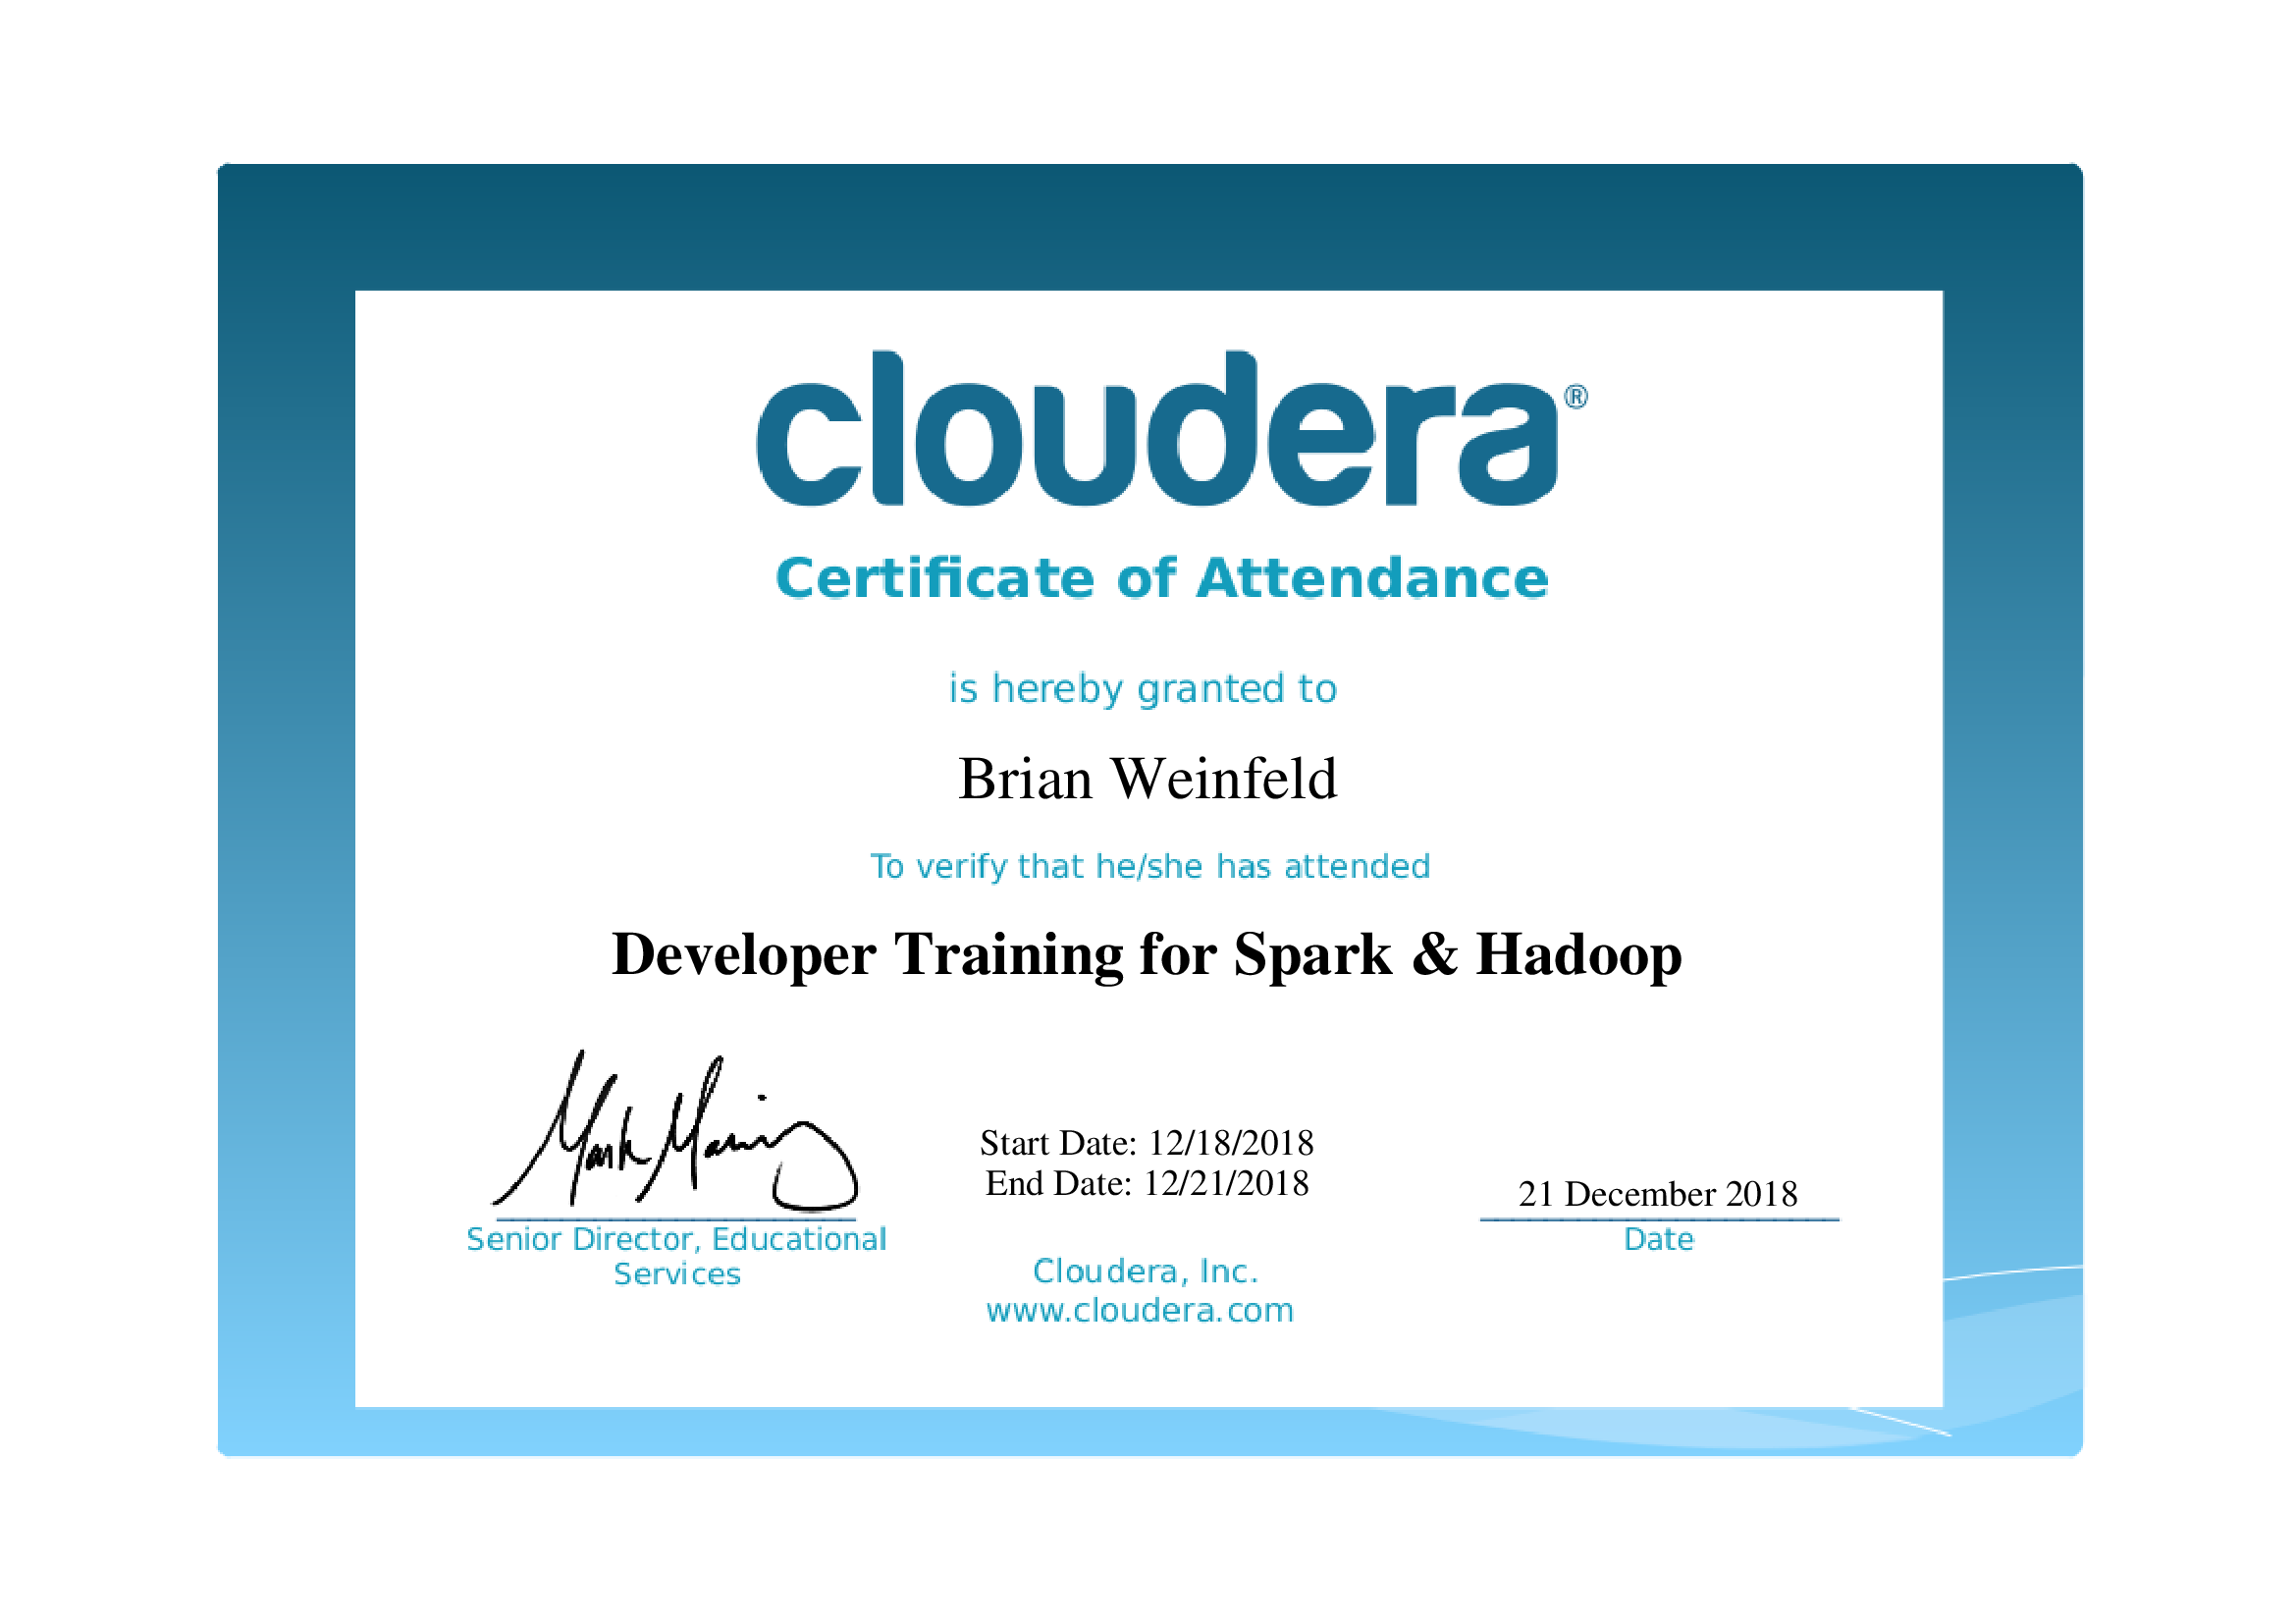 cloudera®
Certificate of Attendance
is hereby granted to
Brian Weinfeld
To verify that he/she has attended
Developer Training for Spark & Hadoop
Start Date: 12/18/2018
End Date: 12/21/2018
21 December 2018
Senior Director, Educational
Services
Date
Cloudera, Inc.
www.cloudera.com